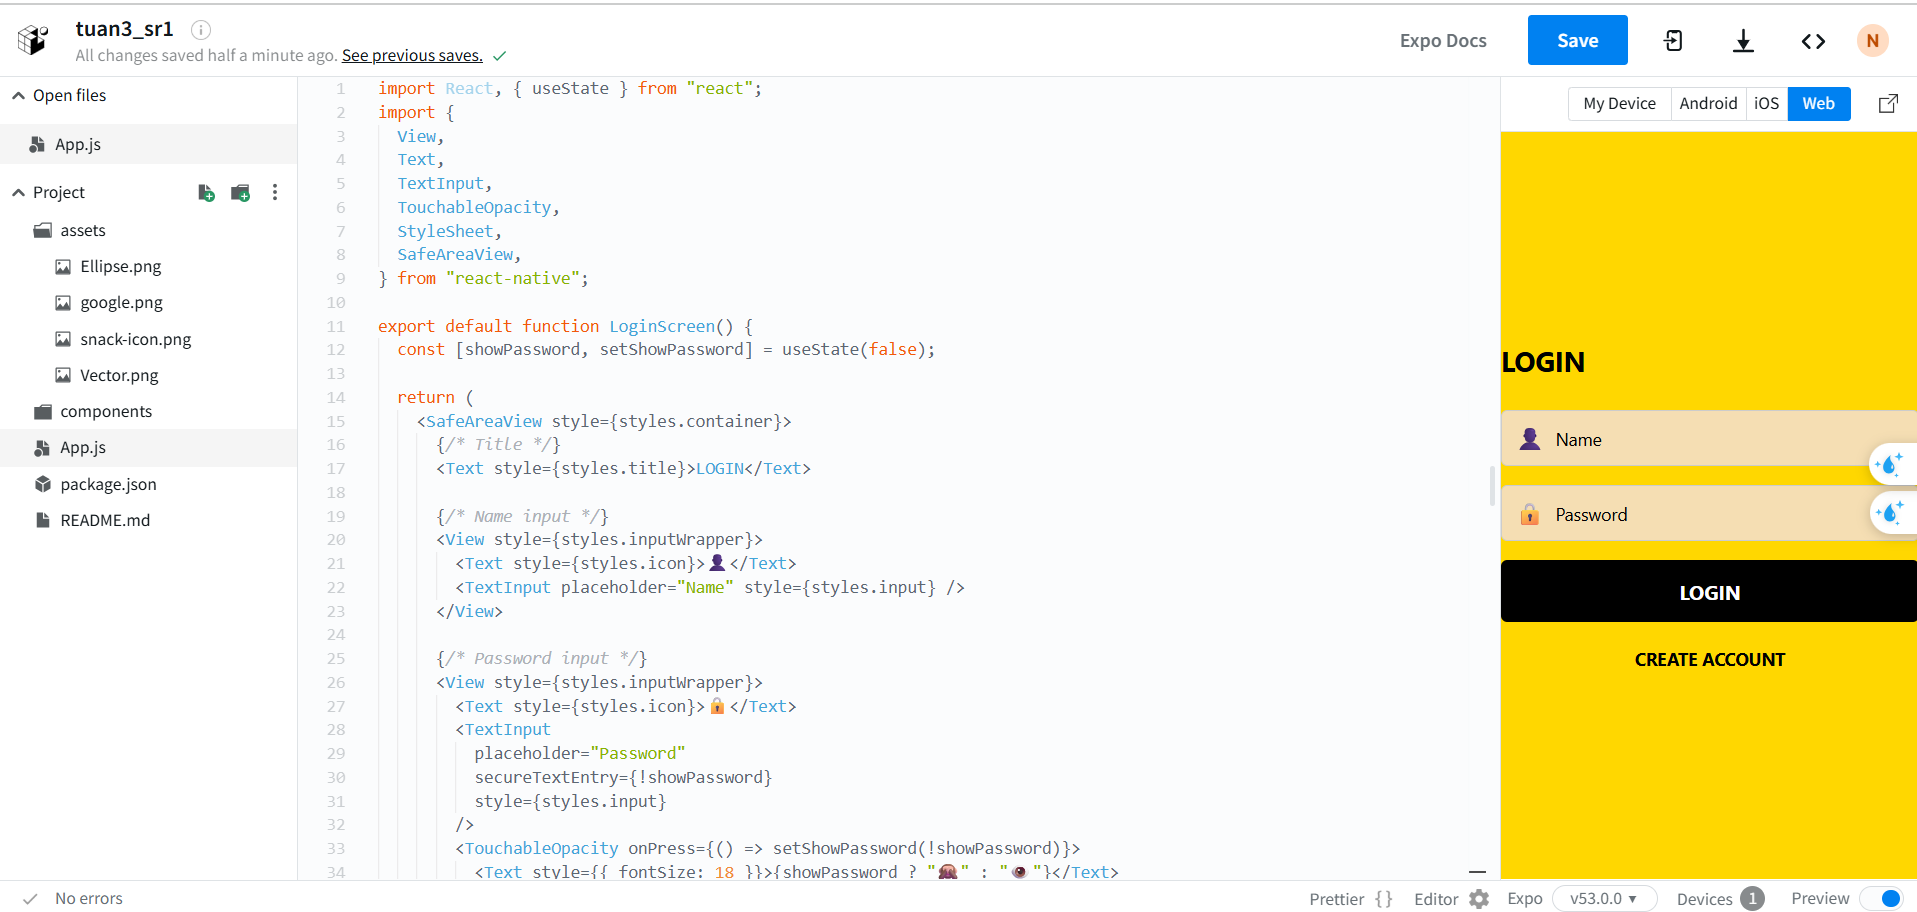 tuan3_sr1
All changes saved half a minute ago. See previous saves.
Expo Docs
Save
N
Open files
App.js
Project
assets
Ellipse.png
google.png
snack-icon.png
Vector.png
components
App.js
package.json
README.md
1 import React, { useState } from "react";
2 import {
3 View,
4 Text,
5 TextInput,
6 TouchableOpacity,
7 StyleSheet,
8 SafeAreaView,
9 } from "react-native";
10
11 export default function LoginScreen() {
12 const [showPassword, setShowPassword] = useState(false);
13
14 return (
15 <SafeAreaView style={styles.container}>
16 {/* Title */}
17 <Text style={styles.title}>LOGIN</Text>
18
19 {/* Name input */}
20 <View style={styles.inputWrapper}>
21 <Text style={styles.icon}>👤</Text>
22 <TextInput placeholder="Name" style={styles.input} />
23 </View>
24
25 {/* Password input */}
26 <View style={styles.inputWrapper}>
27 <Text style={styles.icon}>🔒</Text>
28 <TextInput
29 placeholder="Password"
30 secureTextEntry={!showPassword}
31 style={styles.input}
32 />
33 <TouchableOpacity onPress={() => setShowPassword(!showPassword)}>
34 <Text style={{ fontSize: 18 }}>{showPassword ? "🙈" : "👁️"}</Text>
My Device
Android
iOS
Web
LOGIN
Name
Password
LOGIN
CREATE ACCOUNT
No errors
Prettier { }
Editor
Expo
v53.0.0
Devices 1
Preview